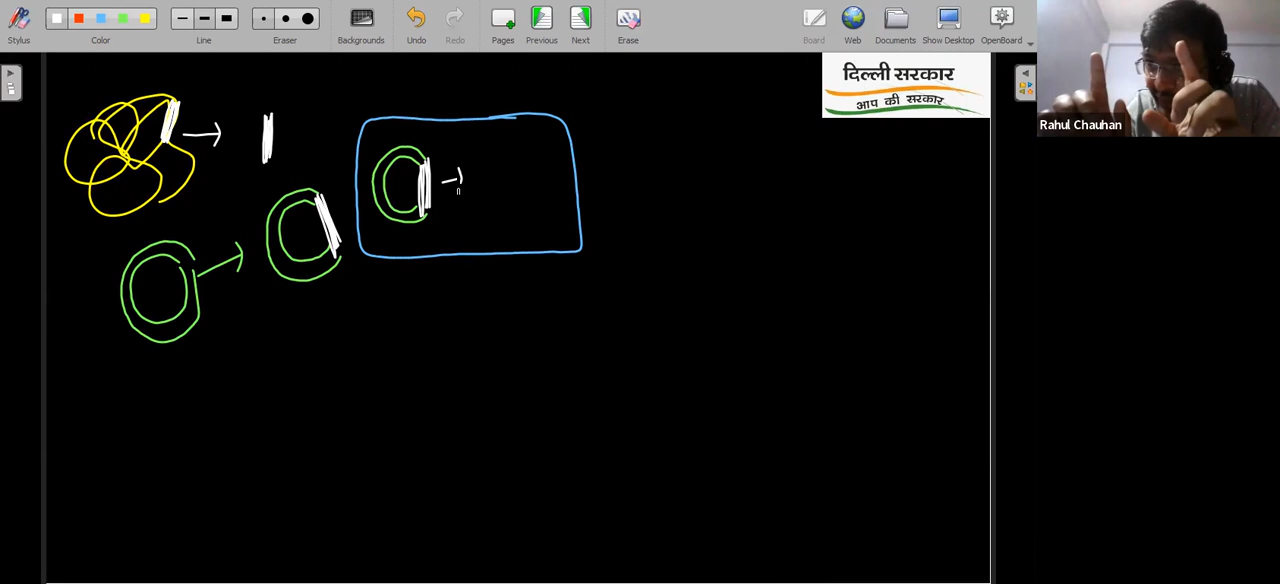 Stylus
Color
Line
Eraser
Backgrounds
Undo
Redo
Pages
Previous
Next
Erase
Board
Web
Documents
Show Desktop
OpenBoard
दिल्ली सरकार
आप की सरकार
Rahul Chauhan